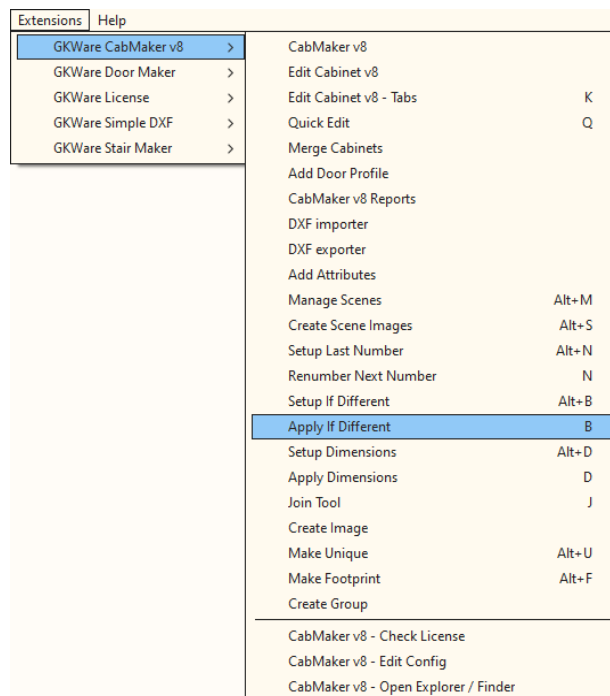 Extensions Help
GKWare CabMaker v8 >
GKWare Door Maker >
GKWare License >
GKWare Simple DXF >
GKWare Stair Maker >
CabMaker v8
Edit Cabinet v8
Edit Cabinet v8 - Tabs K
Quick Edit Q
Merge Cabinets
Add Door Profile
CabMaker v8 Reports
DXF importer
DXF exporter
Add Attributes
Manage Scenes Alt+M
Create Scene Images Alt+S
Setup Last Number Alt+N
Renumber Next Number N
Setup If Different Alt+B
Apply If Different B
Setup Dimensions Alt+D
Apply Dimensions D
Join Tool J
Create Image
Make Unique Alt+U
Make Footprint Alt+F
Create Group
CabMaker v8 - Check License
CabMaker v8 - Edit Config
CabMaker v8 - Open Explorer / Finder